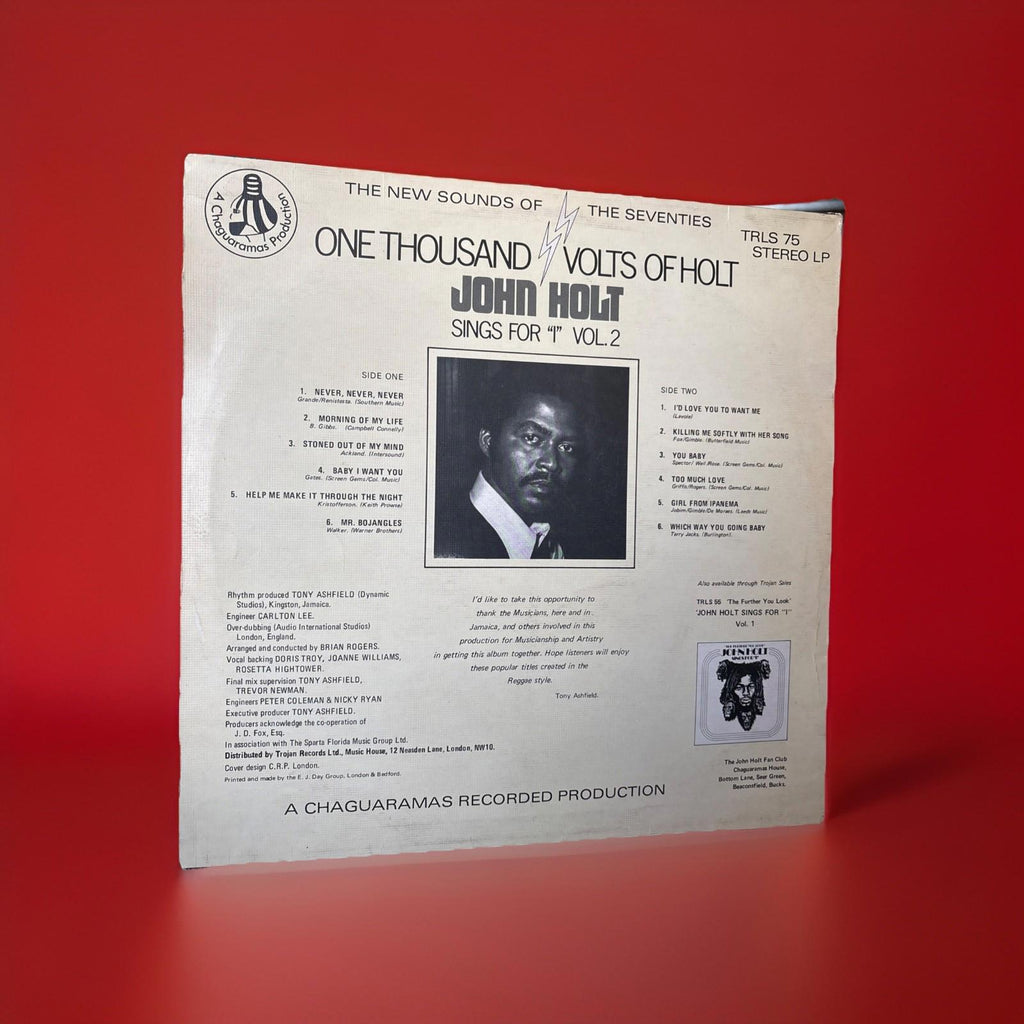 A Chaguaramas Production
THE NEW SOUNDS OF THE SEVENTIES
TRLS 75
STEREO LP
ONE THOUSAND VOLTS OF HOLT
JOHN HOLT
SINGS FOR "I" VOL. 2
SIDE ONE
1. NEVER, NEVER, NEVER
Grande/Renistesta. (Southern Music)
2. MORNING OF MY LIFE
B. Gibbs. (Campbell Connelly)
3. STONED OUT OF MY MIND
Ackland. (Intersound)
4. BABY I WANT YOU
Gates. (Screen Gems/Col. Music)
5. HELP ME MAKE IT THROUGH THE NIGHT
Kristofferson. (Keith Prowse)
6. MR. BOJANGLES
Walker. (Warner Brothers)
SIDE TWO
1. I'D LOVE YOU TO WANT ME
(Lavole)
2. KILLING ME SOFTLY WITH HER SONG
Fox/Gimble. (Butterfield Music)
3. YOU BABY
Spector/ Weil /Rose. (Screen Gems/Col. Music)
4. TOO MUCH LOVE
Griffin/Rogers. (Screen Gems/Col. Music)
5. GIRL FROM IPANEMA
Jobim/Gimble/De Moraes. (Leeds Music)
6. WHICH WAY YOU GOING BABY
Terry Jacks. (Burlington).
Rhythm produced TONY ASHFIELD (Dynamic
Studios), Kingston, Jamaica.
Engineer CARLTON LEE.
Over-dubbing (Audio International Studios)
London, England.
Arranged and conducted by BRIAN ROGERS.
Vocal backing DORIS TROY, JOANNE WILLIAMS,
ROSETTA HIGHTOWER.
Final mix supervision TONY ASHFIELD,
TREVOR NEWMAN.
Engineers PETER COLEMAN & NICKY RYAN
Executive producer TONY ASHFIELD.
Producers acknowledge the co-operation of
J. D. Fox, Esq.
In association with The Sparta Florida Music Group Ltd.
Distributed by Trojan Records Ltd., Music House, 12 Neasden Lane, London, NW10.
Cover design C.R.P. London.
Printed and made by the E. J. Day Group, London & Bedford.
I'd like to take this opportunity to
thank the Musicians, here and in
Jamaica, and others involved in this
production for Musicianship and Artistry
in getting this album together. Hope listeners will enjoy
these popular titles created in the
Reggae style.
Tony Ashfield.
Also available through Trojan Sales
TRLS 55 'The Further You Look'
'JOHN HOLT SINGS FOR "I"
Vol. 1
JOHN HOLT
SINGS FOR 'I'
The John Holt Fan Club
Chaguaramas House,
Bottom Lane, Seer Green,
Beaconsfield, Bucks.
A CHAGUARAMAS RECORDED PRODUCTION